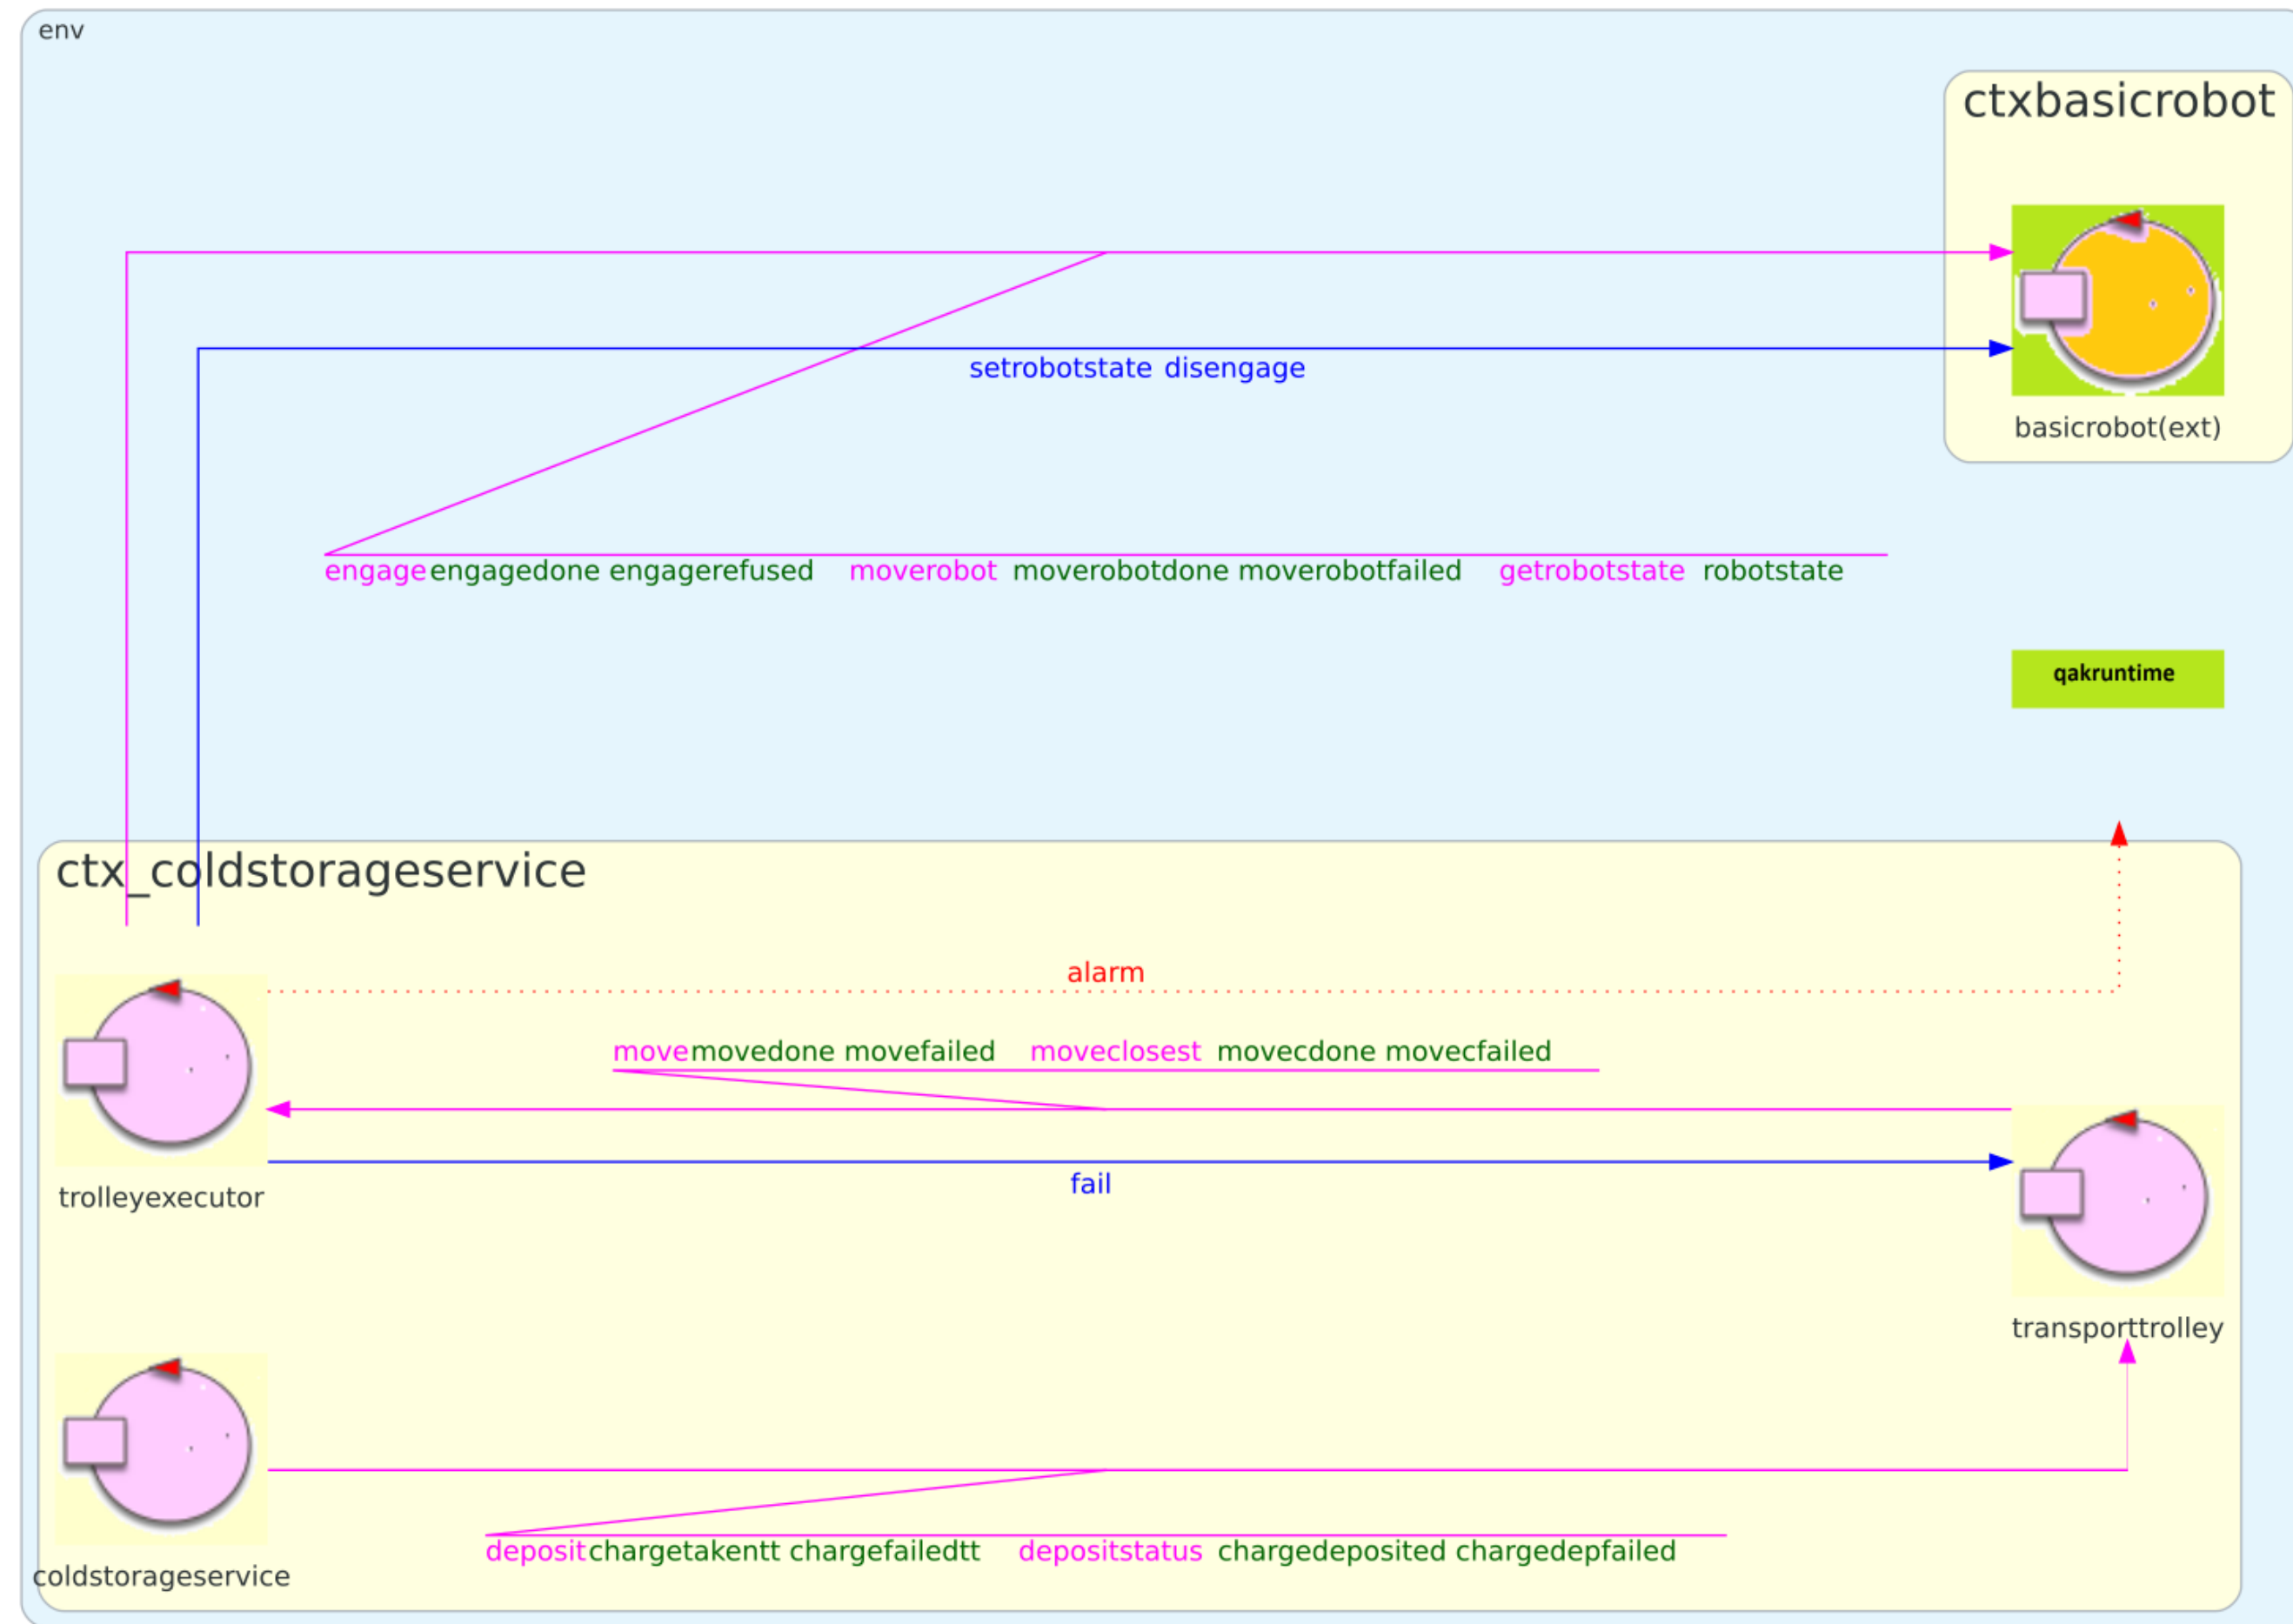 env
ctxbasicrobot
setrobotstate disengage
basicrobot(ext)
engage engagedone engagerefused moverobot moverobotdone moverobotfailed getrobotstate robotstate
qakruntime
ctx_coldstorageservice
alarm
move movedone movefailed moveclosest movecdone movecfailed
fail
trolleyexecutor
transporttrolley
deposit chargetakentt chargefailedtt depositstatus chargedeposited chargedepfailed
coldstorageservice